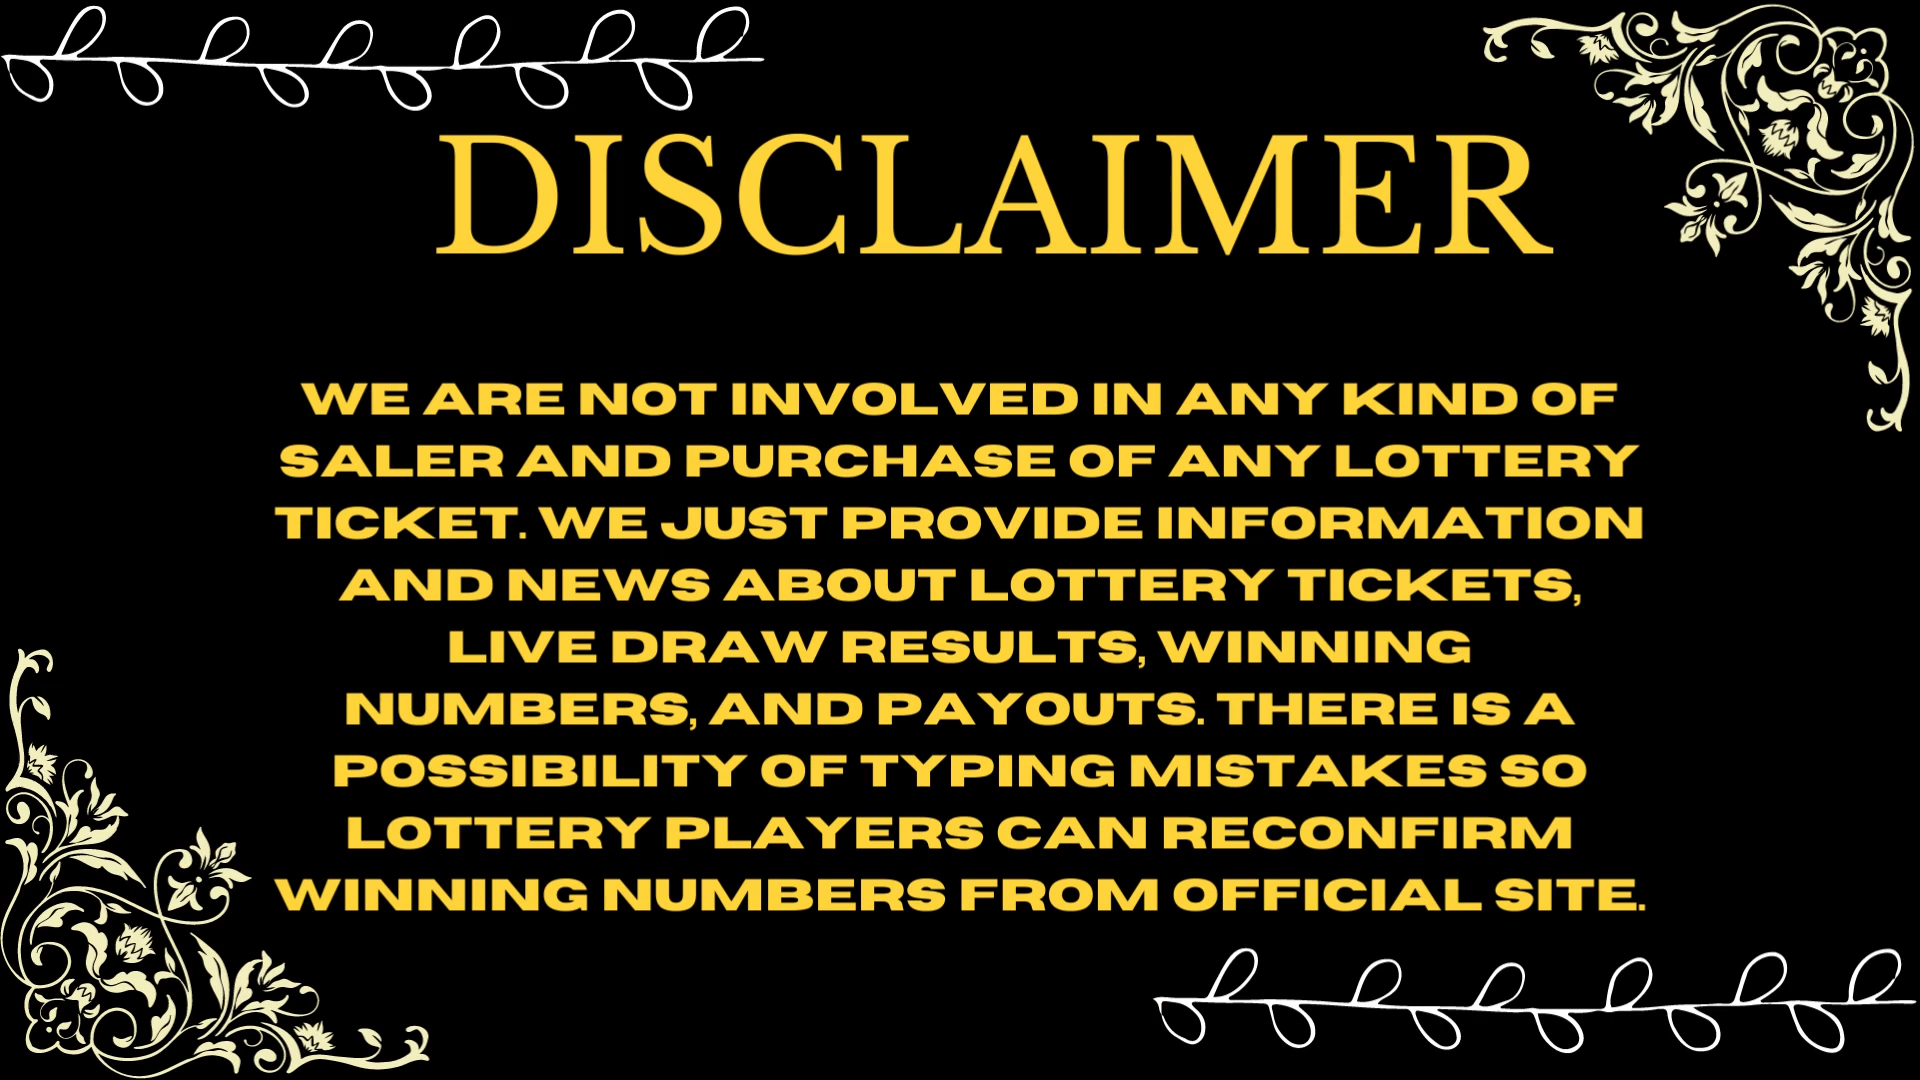 DISCLAIMER
WE ARE NOT INVOLVED IN ANY KIND OF
SALER AND PURCHASE OF ANY LOTTERY
TICKET. WE JUST PROVIDE INFORMATION
AND NEWS ABOUT LOTTERY TICKETS,
LIVE DRAW RESULTS, WINNING
NUMBERS, AND PAYOUTS. THERE IS A
POSSIBILITY OF TYPING MISTAKES SO
LOTTERY PLAYERS CAN RECONFIRM
WINNING NUMBERS FROM OFFICIAL SITE.